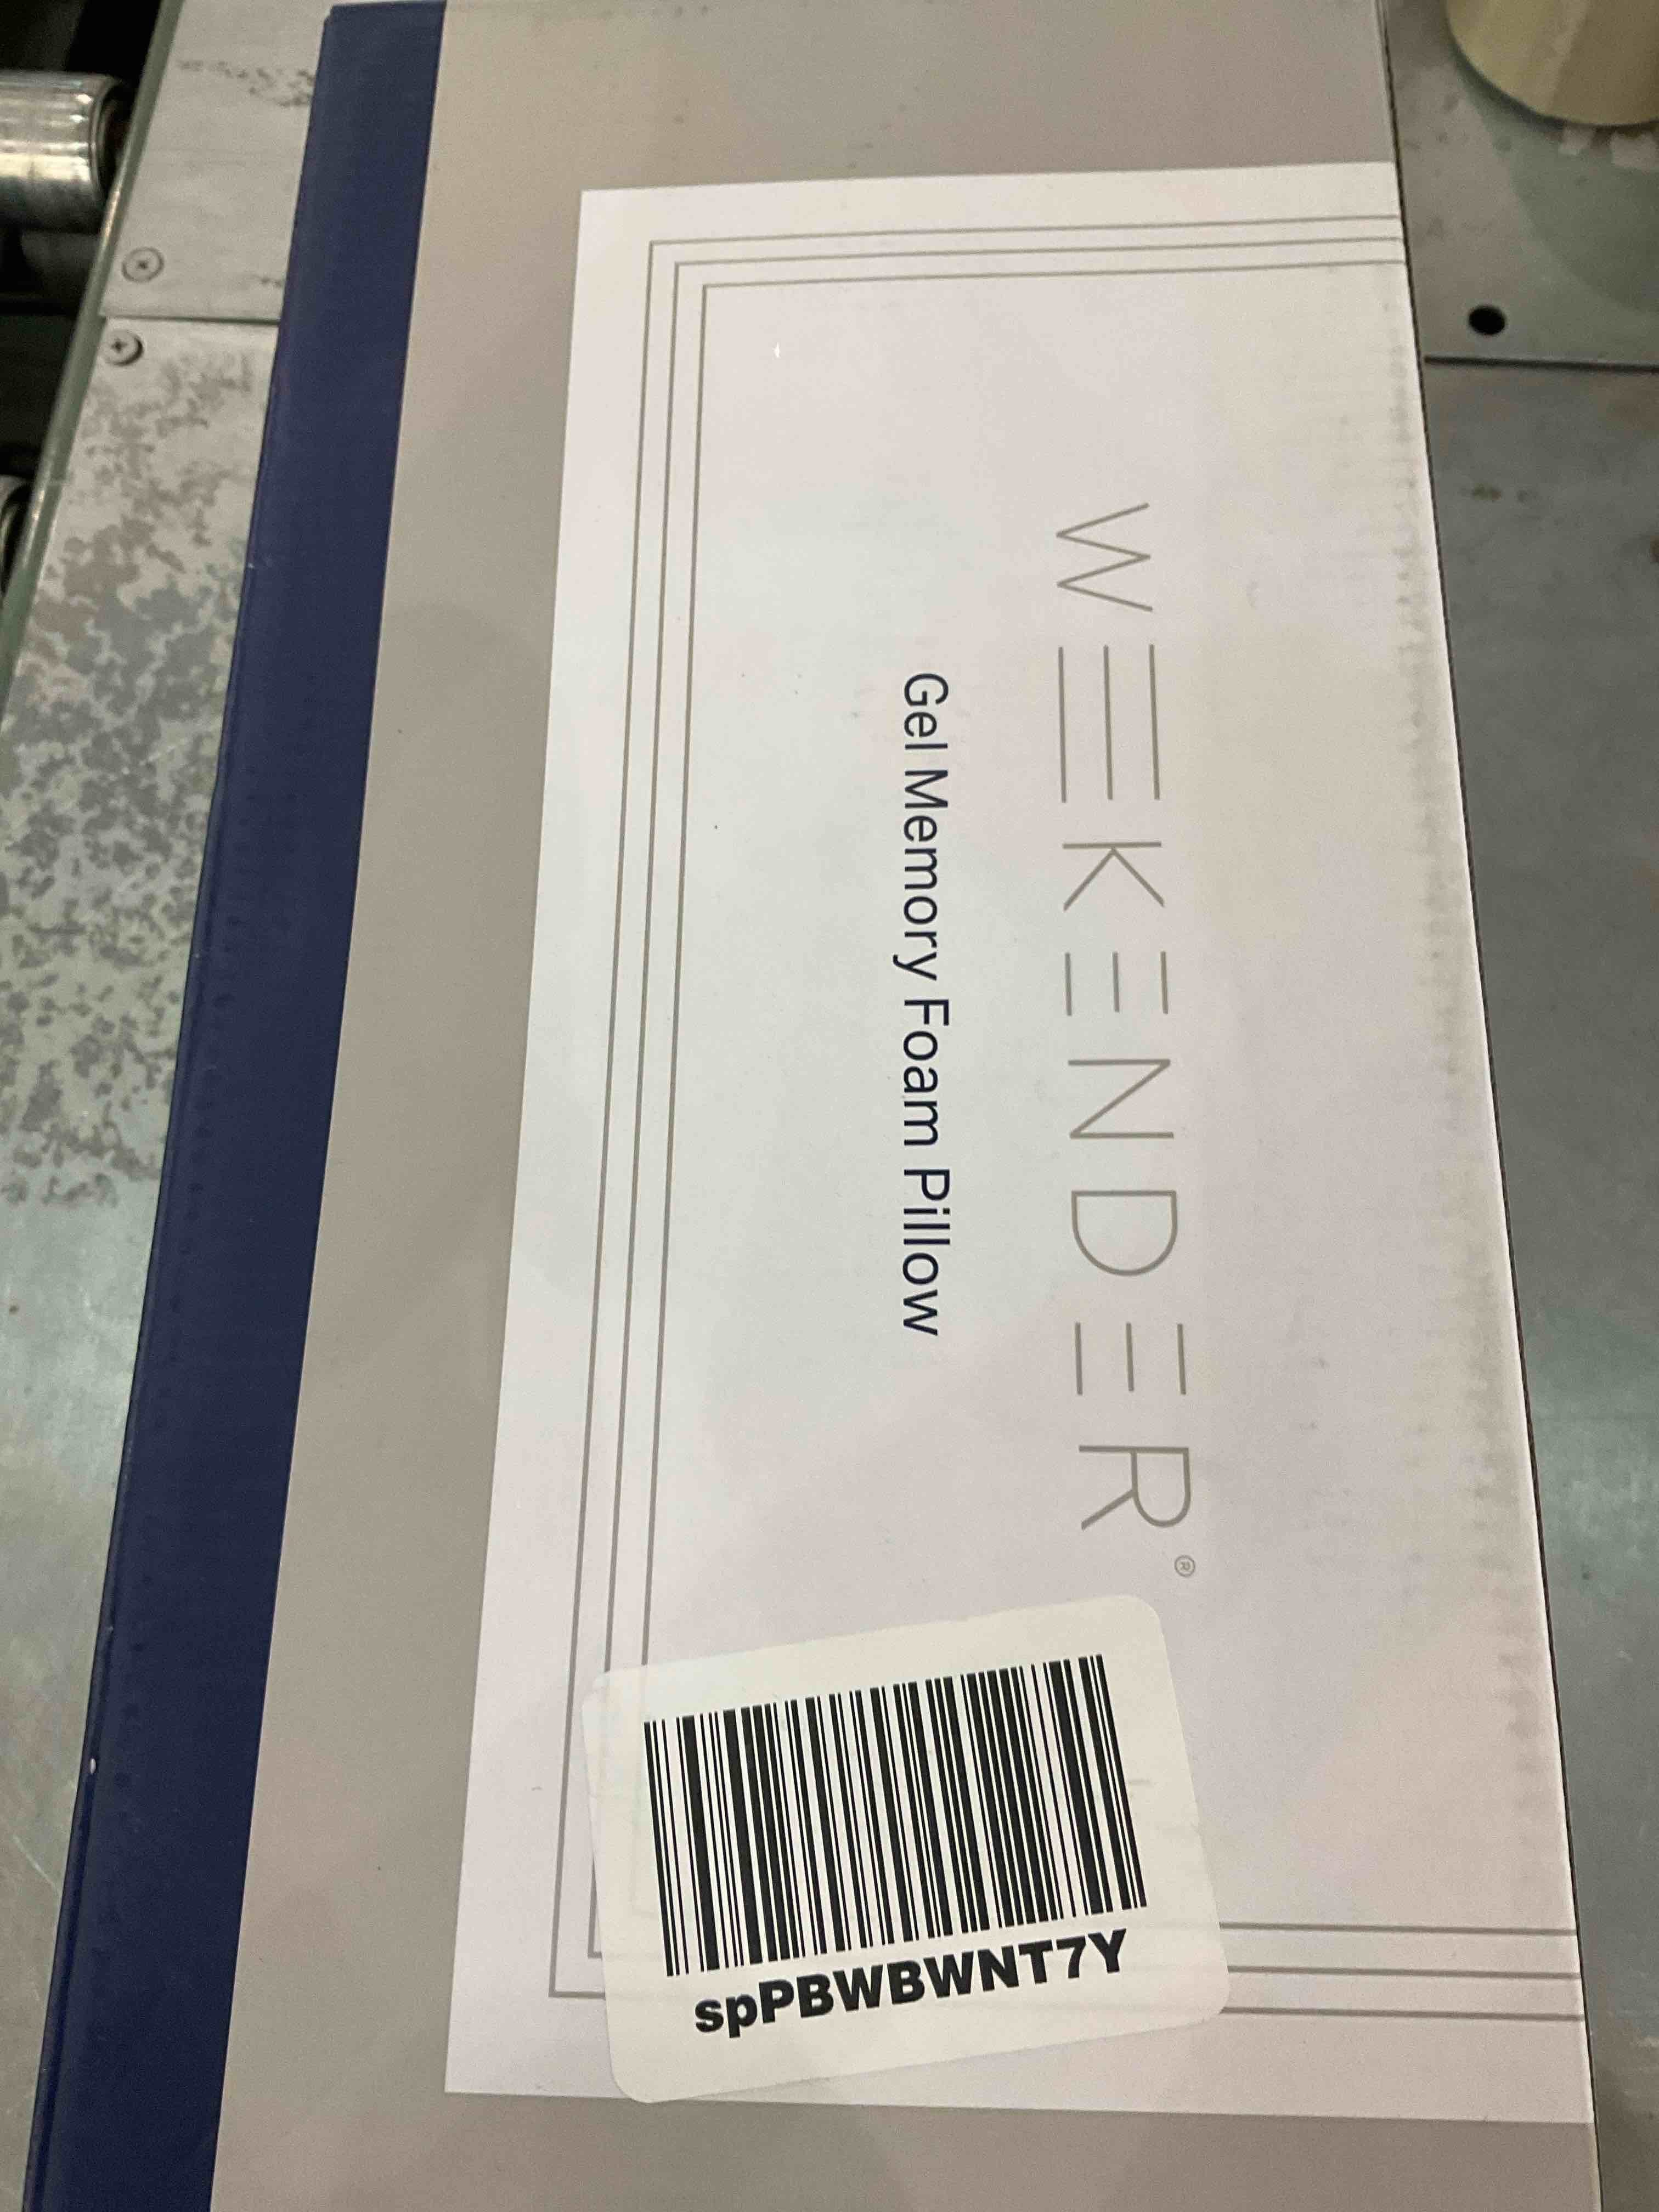 WEEKENDER®
Gel Memory Foam Pillow
spPBWBWNT7Y